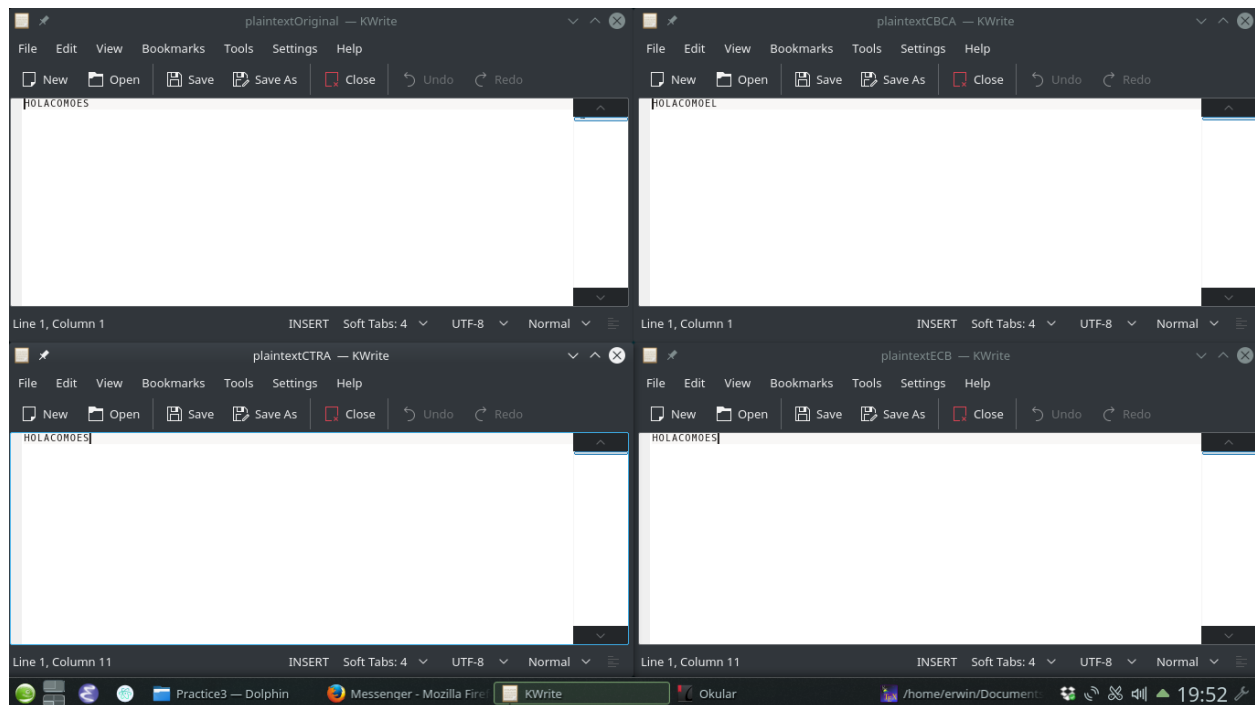 plaintextOriginal — KWrite
File Edit View Bookmarks Tools Settings Help
New Open Save Save As Close Undo Redo
HOLACOMOES
Line 1, Column 1 INSERT Soft Tabs: 4 UTF-8 Normal
plaintextCBCA — KWrite
File Edit View Bookmarks Tools Settings Help
New Open Save Save As Close Undo Redo
HOLACOMOEL
Line 1, Column 1 INSERT Soft Tabs: 4 UTF-8 Normal
plaintextCTRA — KWrite
File Edit View Bookmarks Tools Settings Help
New Open Save Save As Close Undo Redo
HOLACOMOES
Line 1, Column 11 INSERT Soft Tabs: 4 UTF-8 Normal
plaintextECB — KWrite
File Edit View Bookmarks Tools Settings Help
New Open Save Save As Close Undo Redo
HOLACOMOES
Line 1, Column 11 INSERT Soft Tabs: 4 UTF-8 Normal
Practice3 — Dolphin Messenger - Mozilla Fire KWrite Okular /home/erwin/Document 19:52